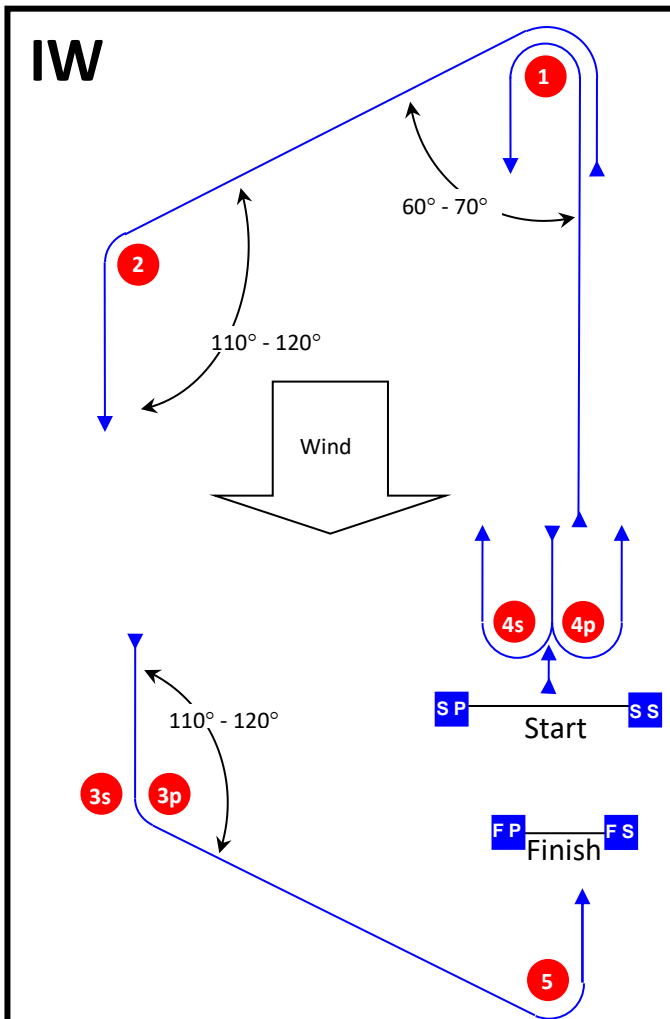 IW
1
60° - 70°
2
110° - 120°
Wind
4s 4p
S P S S
Start
110° - 120°
3s 3p
F P F S
Finish
5